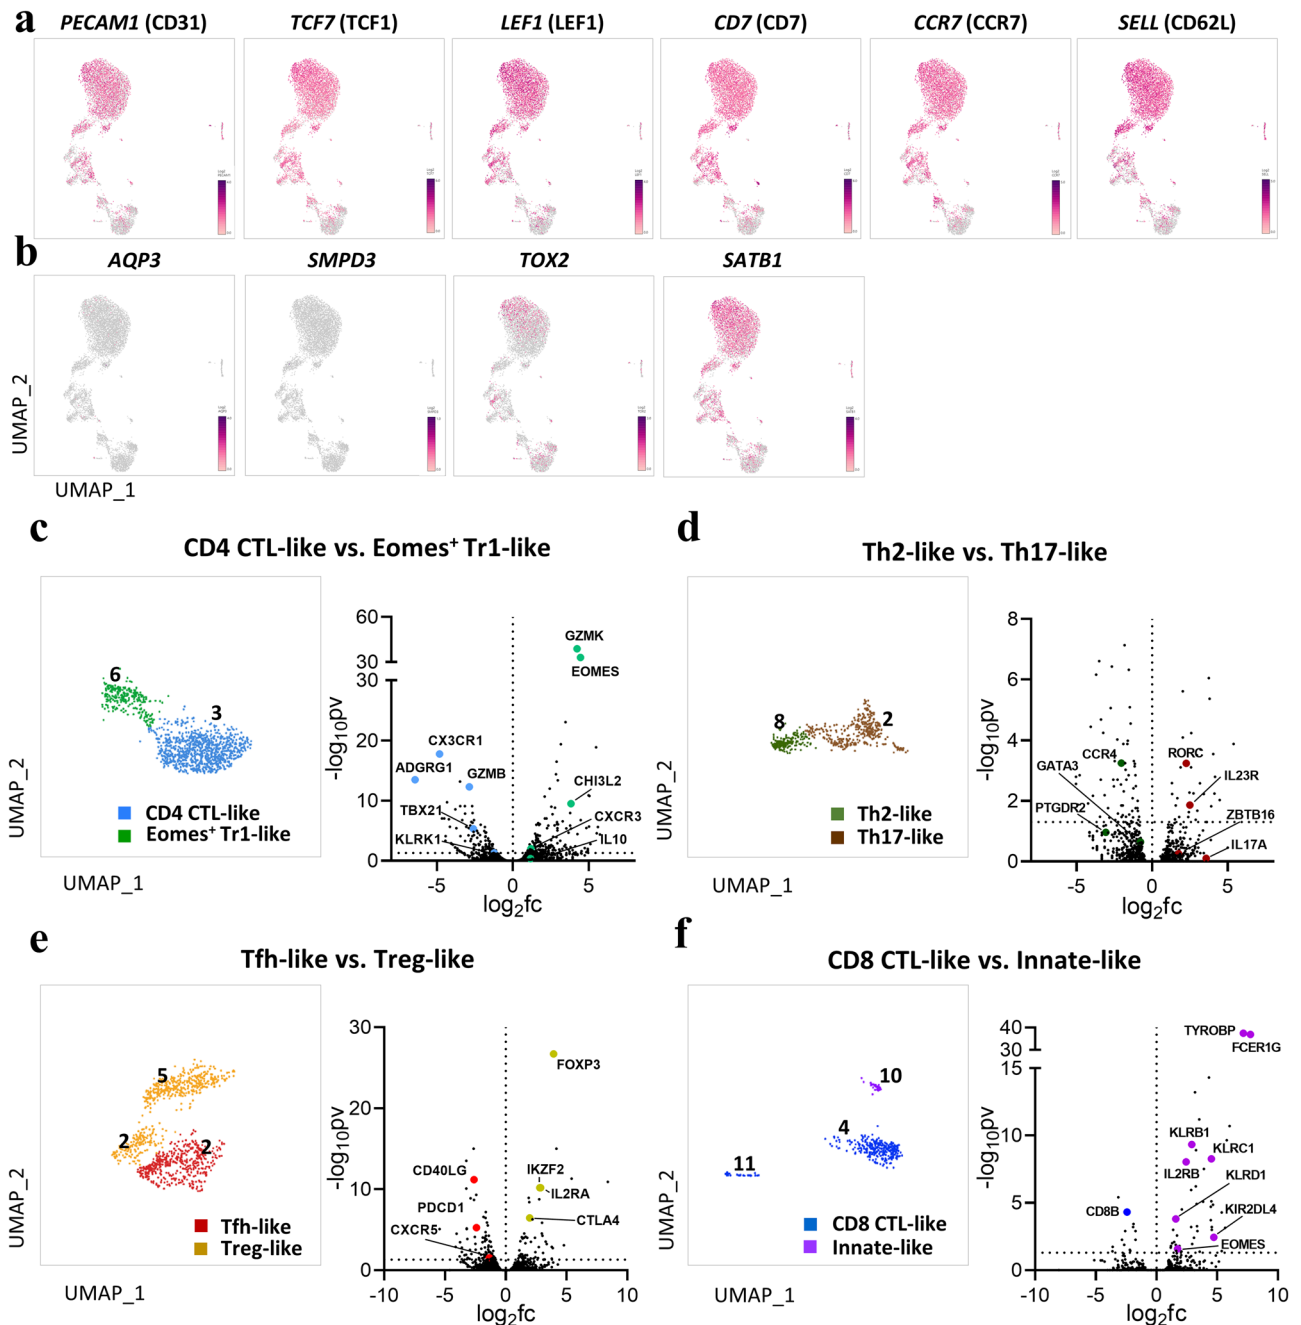 a
PECAM1 (CD31) TCF7 (TCF1) LEF1 (LEF1) CD7 (CD7) CCR7 (CCR7) SELL (CD62L)
b
AQP3 SMPD3 TOX2 SATB1
UMAP_2
UMAP_1
c
CD4 CTL-like vs. Eomes⁺ Tr1-like
6
3
CD4 CTL-like
Eomes⁺ Tr1-like
UMAP_2
UMAP_1
60
30
30
20
10
0
-log₁₀pv
GZMK
EOMES
CX3CR1
ADGRG1
GZMB
CHI3L2
TBX21
CXCR3
KLRK1
IL10
-5 0 5
log₂fc
d
Th2-like vs. Th17-like
8
2
Th2-like
Th17-like
UMAP_2
UMAP_1
8
6
4
2
0
-log₁₀pv
CCR4
RORC
GATA3
IL23R
PTGDR2
ZBTB16
IL17A
-5 0 5
log₂fc
e
Tfh-like vs. Treg-like
5
2
2
Tfh-like
Treg-like
UMAP_2
UMAP_1
30
20
10
0
-log₁₀pv
FOXP3
CD40LG
IKZF2
IL2RA
PDCD1
CTLA4
CXCR5
-10 -5 0 5 10
log₂fc
f
CD8 CTL-like vs. Innate-like
10
4
11
CD8 CTL-like
Innate-like
UMAP_2
UMAP_1
40
30
15
10
5
0
-log₁₀pv
TYROBP
FCER1G
KLRB1
KLRC1
IL2RB
KLRD1
CD8B
KIR2DL4
EOMES
-10 -5 0 5 10
log₂fc